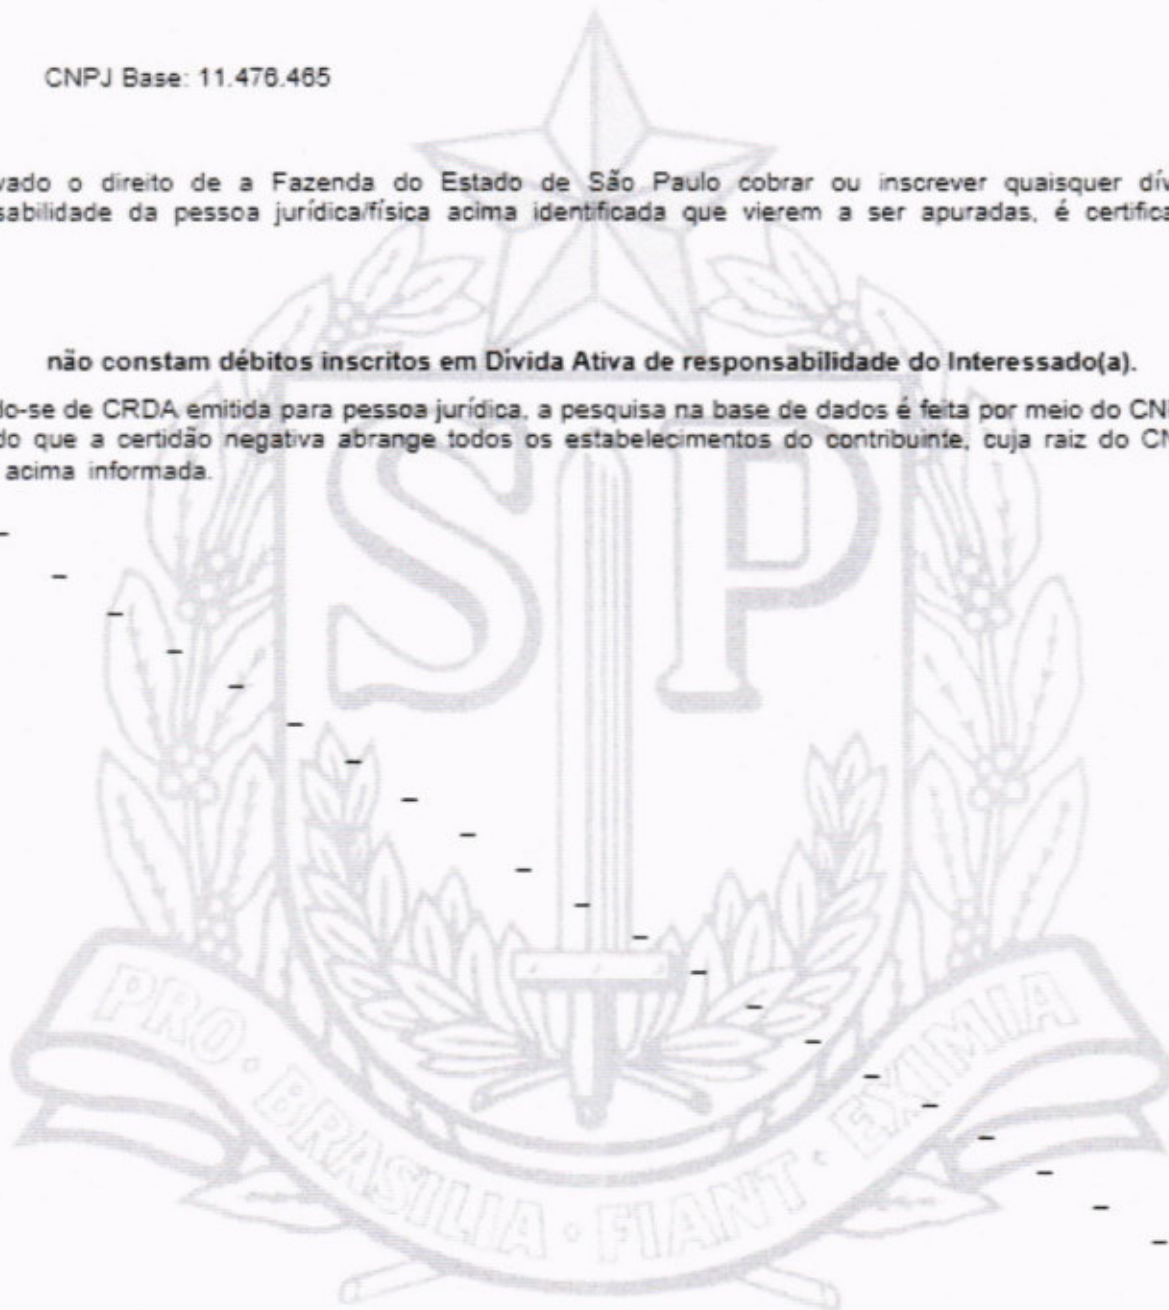 CNPJ Base: 11.476.465
vado o direito de a Fazenda do Estado de São Paulo cobrar ou inscrever quaisquer dív
sabilidade da pessoa jurídica/física acima identificada que vierem a ser apuradas, é certifica
não constam débitos inscritos em Dívida Ativa de responsabilidade do Interessado(a).
do-se de CRDA emitida para pessoa jurídica, a pesquisa na base de dados é feita por meio do CN
do que a certidão negativa abrange todos os estabelecimentos do contribuinte, cuja raiz do CN
acima informada.
SP
PRO · BRASILIA · FIANT · EXIMIA